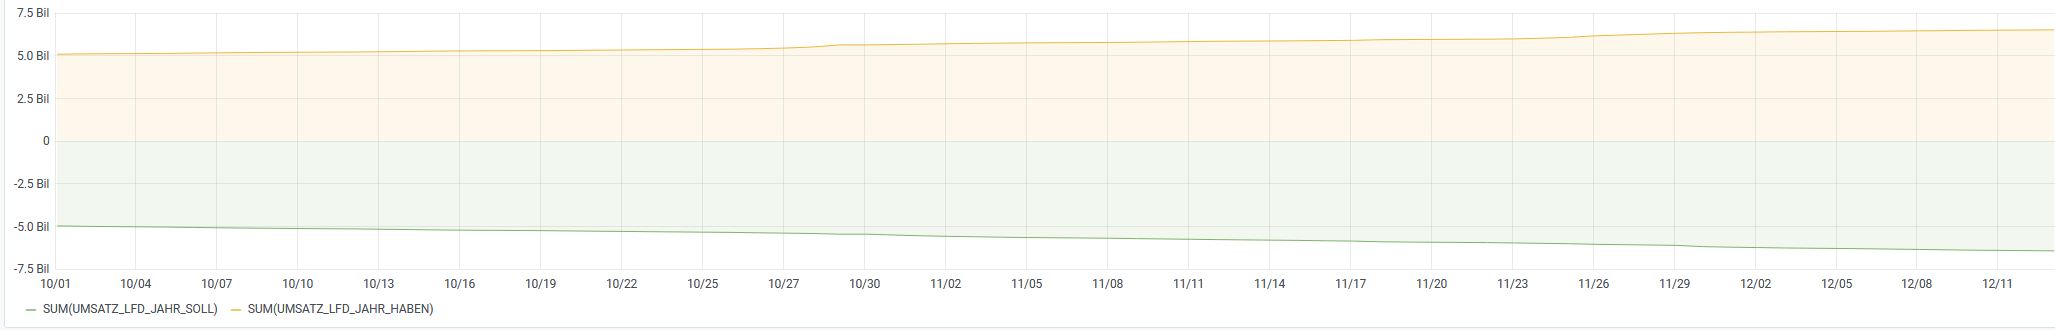 7.5 Bil
5.0 Bil
2.5 Bil
0
-2.5 Bil
-5.0 Bil
-7.5 Bil
10/01 10/04 10/07 10/10 10/13 10/16 10/19 10/22 10/25 10/27 10/30 11/02 11/05 11/08 11/11 11/14 11/17 11/20 11/23 11/26 11/29 12/02 12/05 12/08 12/11
SUM(UMSATZ_LFD_JAHR_SOLL) SUM(UMSATZ_LFD_JAHR_HABEN)